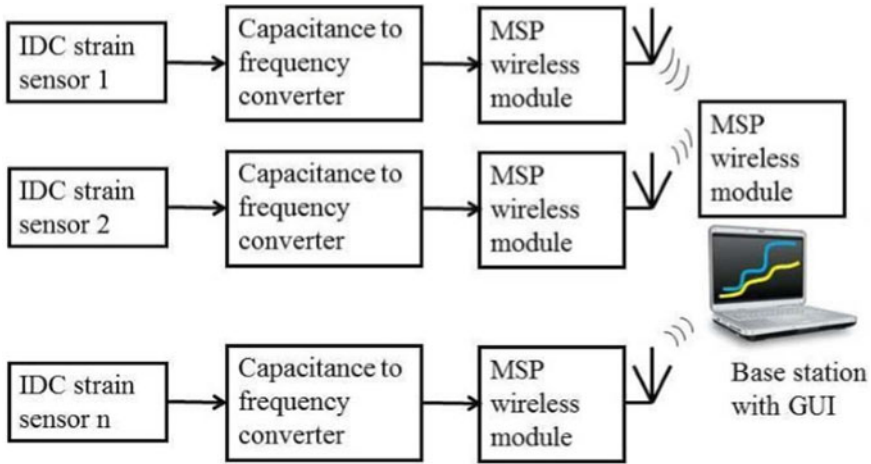 IDC strain
sensor 1
Capacitance to
frequency
converter
MSP
wireless
module
MSP
wireless
module
IDC strain
sensor 2
Capacitance to
frequency
converter
MSP
wireless
module
IDC strain
sensor n
Capacitance to
frequency
converter
MSP
wireless
module
Base station
with GUI